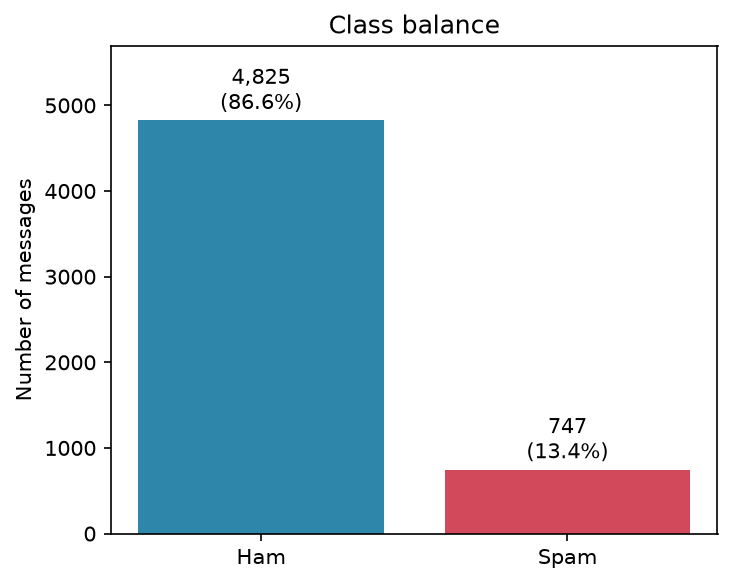 Class balance
Number of messages
5000
4000
3000
2000
1000
0
4,825
(86.6%)
747
(13.4%)
Ham
Spam